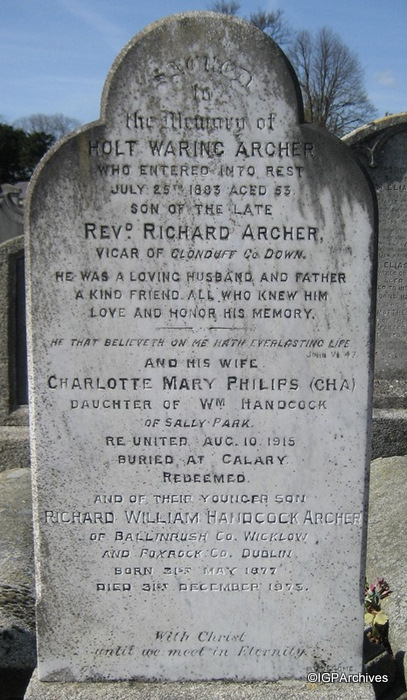 Sacred
to
the Memory of
HOLT WARING ARCHER
WHO ENTERED INTO REST
JULY 25TH 1893 AGED 53.
SON OF THE LATE
REVD. RICHARD ARCHER,
VICAR OF CLONDUFF CO. DOWN.
HE WAS A LOVING HUSBAND AND FATHER
A KIND FRIEND ALL WHO KNEW HIM
LOVE AND HONOR HIS MEMORY.
HE THAT BELIEVETH ON ME HATH EVERLASTING LIFE
JOHN VI 47
AND HIS WIFE
CHARLOTTE MARY PHILIPS (CHA)
DAUGHTER OF WM HANDCOCK
OF SALLY PARK.
RE UNITED AUG. 10. 1915
BURIED AT CALARY.
REDEEMED.
AND OF THEIR YOUNGER SON
RICHARD WILLIAM HANDCOCK ARCHER
OF BALLINRUSH CO. WICKLOW
AND FOXROCK CO. DUBLIN
BORN 31ST MAY 1877
DIED 31ST DECEMBER 1973.
With Christ
until we meet in Eternity.
©IGPArchives